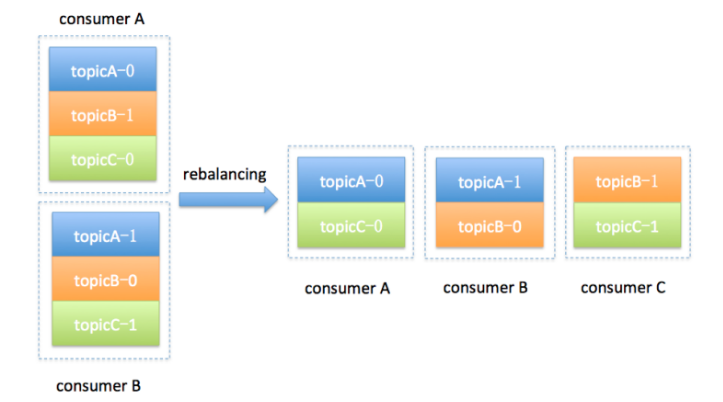 consumer A
topicA-0
topicB-1
topicC-0
topicA-1
topicB-0
topicC-1
consumer B
rebalancing
topicA-0
topicC-0
consumer A
topicA-1
topicB-0
consumer B
topicB-1
topicC-1
consumer C